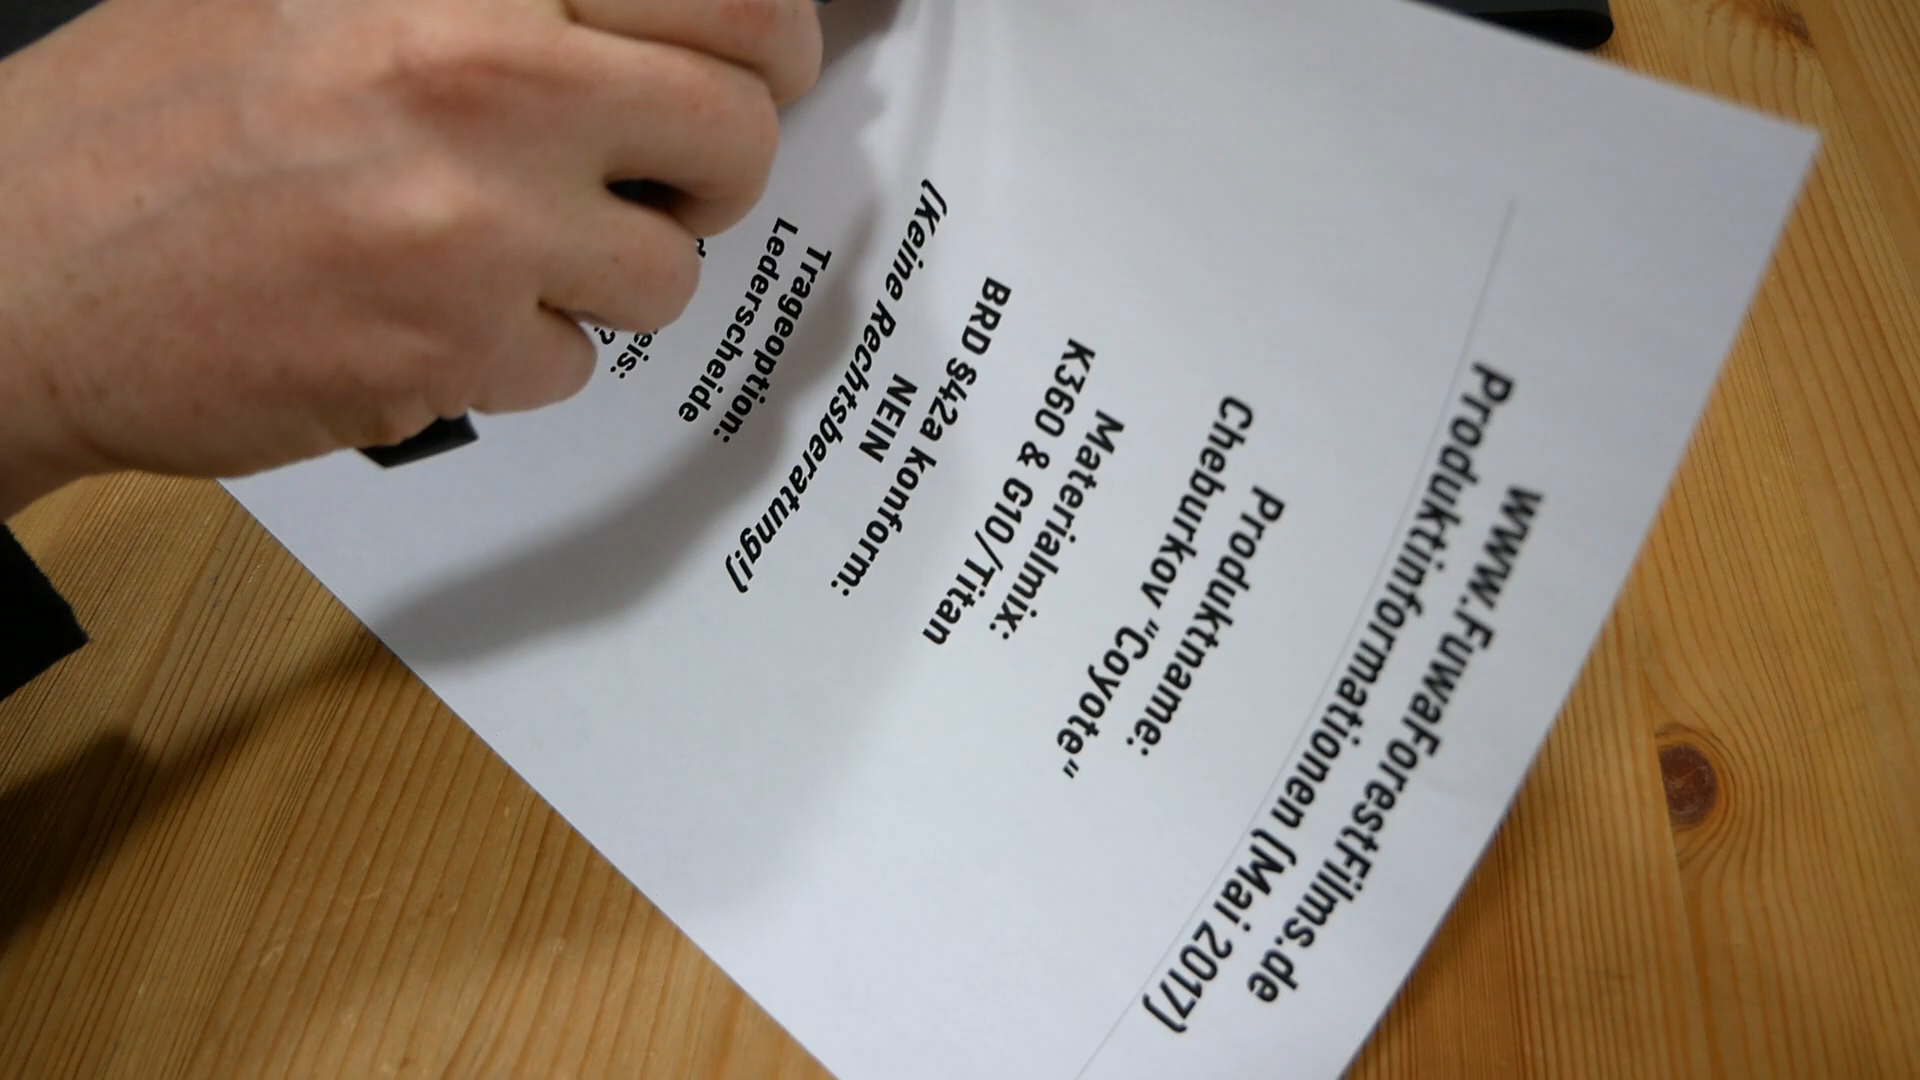 www.FuwaForestFilms.de
Produktinformationen (Mai 2017)
Produktname:
Cheburkov "Coyote"
Materialmix:
K360 & G10/Titan
BRD §42a konform:
NEIN
(Keine Rechtsberatung!)
Trageoption:
Lederscheide